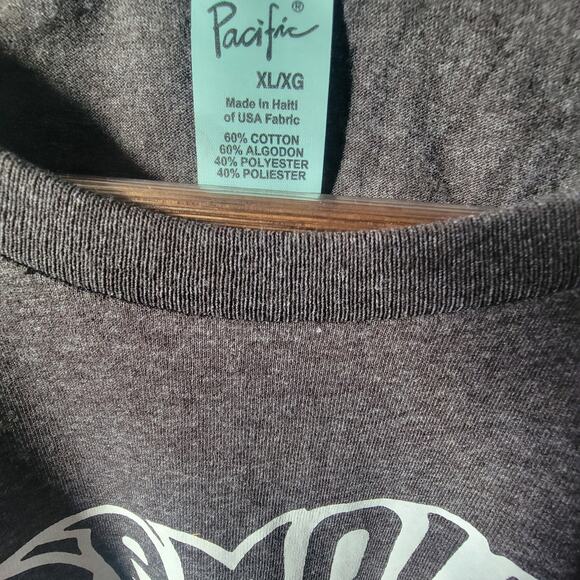 Pacific ®
XL/XG
Made in Haiti
of USA Fabric
60% COTTON
60% ALGODON
40% POLYESTER
40% POLIESTER